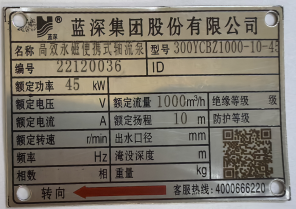 蓝深 蓝深集团股份有限公司
名称 高效永磁便携式轴流泵 型号 300YCBZ1000-10-45
编号 22120036 ID
额定功率 45 kW
额定电压 V 额定流量 1000m³/h 绝缘等级
额定电流 A 额定扬程 10 m 防护等级
额定转速 r/min 出水口径 mm
频率 Hz 淹没深度 m
相数 相 重量 kg
转向 客服热线:4000666220